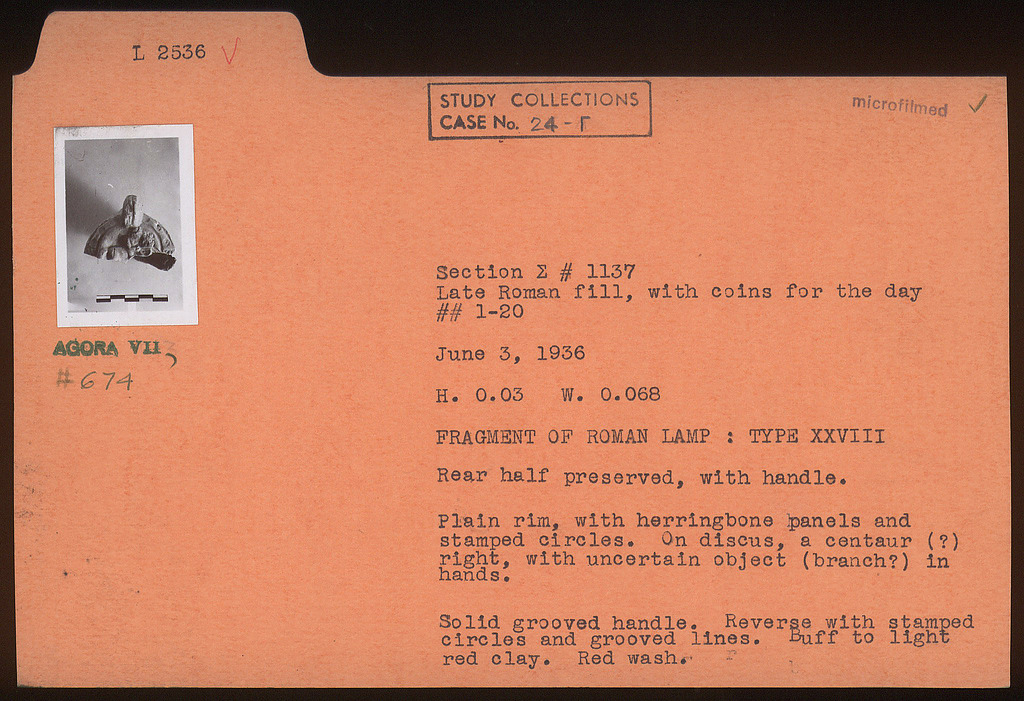 L 2536 ✓
STUDY COLLECTIONS
CASE No. 24-Γ
microfilmed ✓
AGORA VII,
# 674
Section Σ # 1137
Late Roman fill, with coins for the day
## 1-20
June 3, 1936
H. 0.03 W. 0.068
FRAGMENT OF ROMAN LAMP : TYPE XXVIII
Rear half preserved, with handle.
Plain rim, with herringbone panels and
stamped circles. On discus, a centaur (?)
right, with uncertain object (branch?) in
hands.
Solid grooved handle. Reverse with stamped
circles and grooved lines. Buff to light
red clay. Red wash.